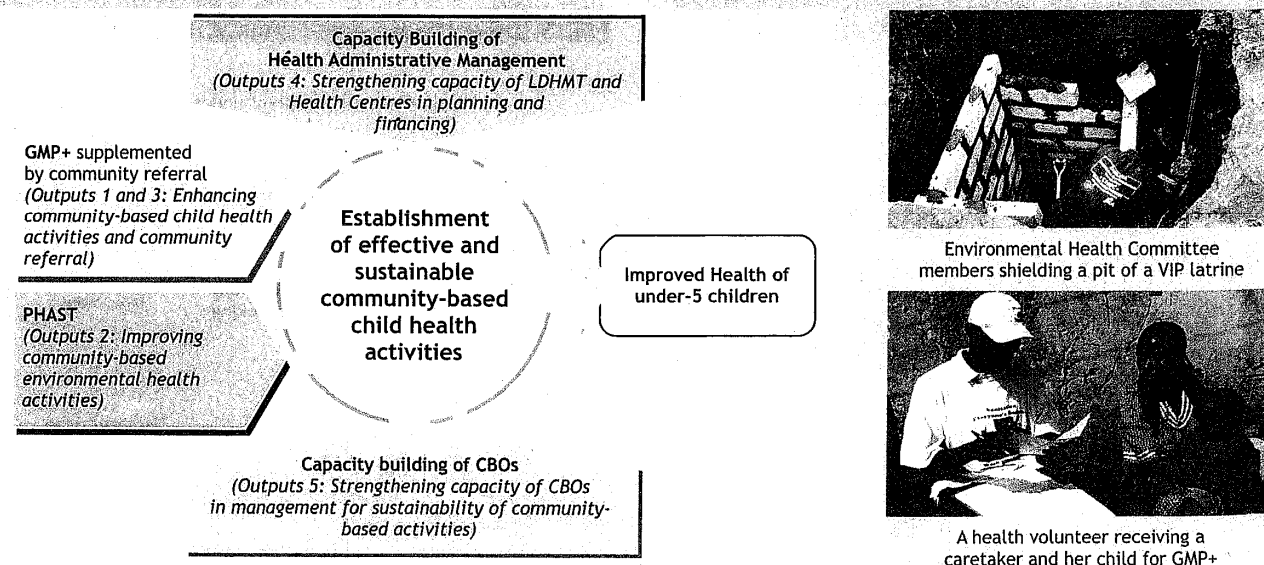 Capacity Building of
Health Administrative Management
(Outputs 4: Strengthening capacity of LDHMT and
Health Centres in planning and
financing)
GMP+ supplemented
by community referral
(Outputs 1 and 3: Enhancing
community-based child health
activities and community
referral)
PHAST
(Outputs 2: Improving
community-based
environmental health
activities)
Establishment
of effective and
sustainable
community-based
child health
activities
Improved Health of
under-5 children
Capacity building of CBOs
(Outputs 5: Strengthening capacity of CBOs
in management for sustainability of community-
based activities)
Environmental Health Committee
members shielding a pit of a VIP latrine
A health volunteer receiving a
caretaker and her child for GMP+